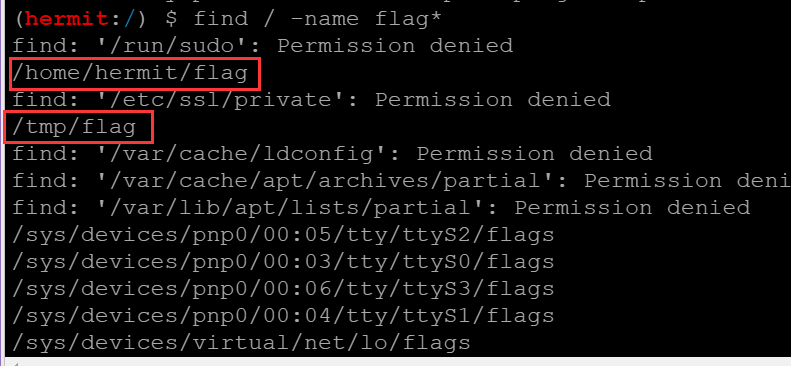 (hermit:/) $ find / -name flag*
find: '/run/sudo': Permission denied
/home/hermit/flag
find: '/etc/ssl/private': Permission denied
/tmp/flag
find: '/var/cache/ldconfig': Permission denied
find: '/var/cache/apt/archives/partial': Permission deni
find: '/var/lib/apt/lists/partial': Permission denied
/sys/devices/pnp0/00:05/tty/ttyS2/flags
/sys/devices/pnp0/00:03/tty/ttyS0/flags
/sys/devices/pnp0/00:06/tty/ttyS3/flags
/sys/devices/pnp0/00:04/tty/ttyS1/flags
/sys/devices/virtual/net/lo/flags